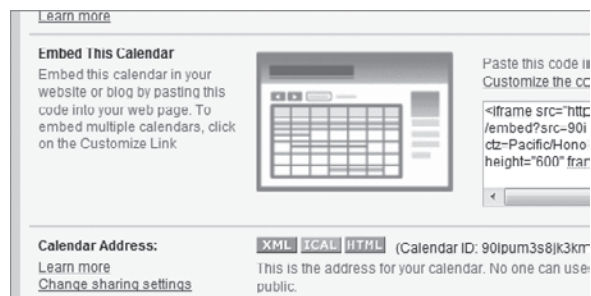 Learn more
Embed This Calendar
Embed this calendar in your
website or blog by pasting this
code into your web page. To
embed multiple calendars, click
on the Customize Link
Paste this code
Customize the
<iframe src="http
/embed?src=90i
ctz=Pacific/Hono
height="600"
Calendar Address:
Learn more
Change sharing settings
XML ICAL HTML (Calendar ID: 90ipum3s8jk3km
This is the address for your calendar. No one can use
public.